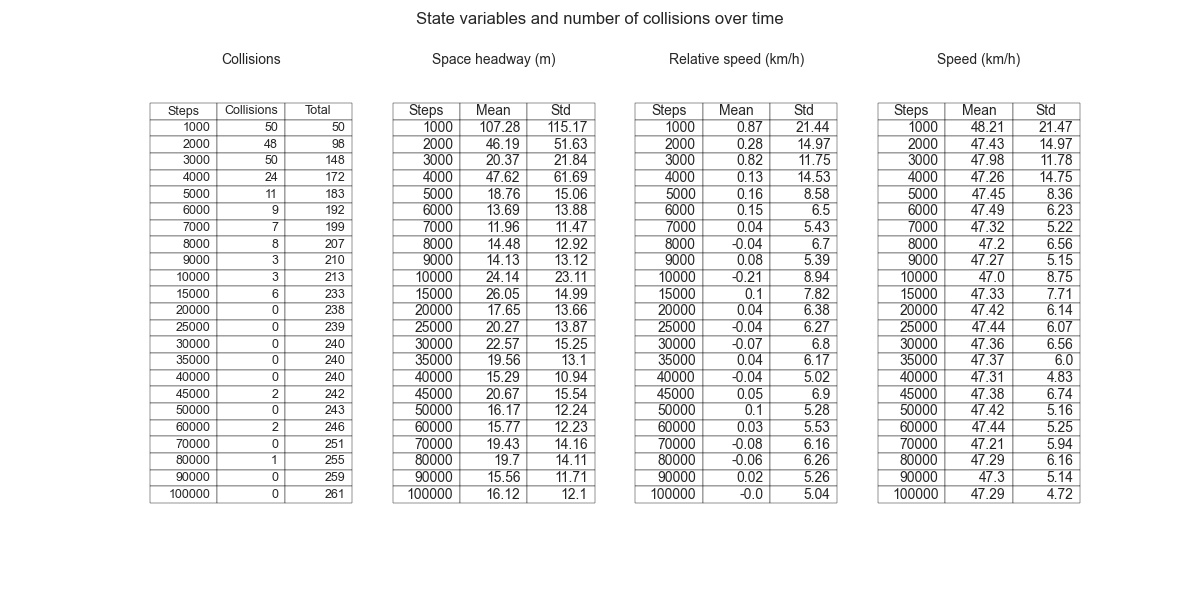 State variables and number of collisions over time
Collisions Space headway (m) Relative speed (km/h) Speed (km/h)
Steps Collisions Total Steps Mean Std Steps Mean Std Steps Mean Std
1000 50 50 1000 107.28 115.17 1000 0.87 21.44 1000 48.21 21.47
2000 48 98 2000 46.19 51.63 2000 0.28 14.97 2000 47.43 14.97
3000 50 148 3000 20.37 21.84 3000 0.82 11.75 3000 47.98 11.78
4000 24 172 4000 47.62 61.69 4000 0.13 14.53 4000 47.26 14.75
5000 11 183 5000 18.76 15.06 5000 0.16 8.58 5000 47.45 8.36
6000 9 192 6000 13.69 13.88 6000 0.15 6.5 6000 47.49 6.23
7000 7 199 7000 11.96 11.47 7000 0.04 5.43 7000 47.32 5.22
8000 8 207 8000 14.48 12.92 8000 -0.04 6.7 8000 47.2 6.56
9000 3 210 9000 14.13 13.12 9000 0.08 5.39 9000 47.27 5.15
10000 3 213 10000 24.14 23.11 10000 -0.21 8.94 10000 47.0 8.75
15000 6 233 15000 26.05 14.99 15000 0.1 7.82 15000 47.33 7.71
20000 0 238 20000 17.65 13.66 20000 0.04 6.38 20000 47.42 6.14
25000 0 239 25000 20.27 13.87 25000 -0.04 6.27 25000 47.44 6.07
30000 0 240 30000 22.57 15.25 30000 -0.07 6.8 30000 47.36 6.56
35000 0 240 35000 19.56 13.1 35000 0.04 6.17 35000 47.37 6.0
40000 0 240 40000 15.29 10.94 40000 -0.04 5.02 40000 47.31 4.83
45000 2 242 45000 20.67 15.54 45000 0.05 6.9 45000 47.38 6.74
50000 0 243 50000 16.17 12.24 50000 0.1 5.28 50000 47.42 5.16
60000 2 246 60000 15.77 12.23 60000 0.03 5.53 60000 47.44 5.25
70000 0 251 70000 19.43 14.16 70000 -0.08 6.16 70000 47.21 5.94
80000 1 255 80000 19.7 14.11 80000 -0.06 6.26 80000 47.29 6.16
90000 0 259 90000 15.56 11.71 90000 0.02 5.26 90000 47.3 5.14
100000 0 261 100000 16.12 12.1 100000 -0.0 5.04 100000 47.29 4.72